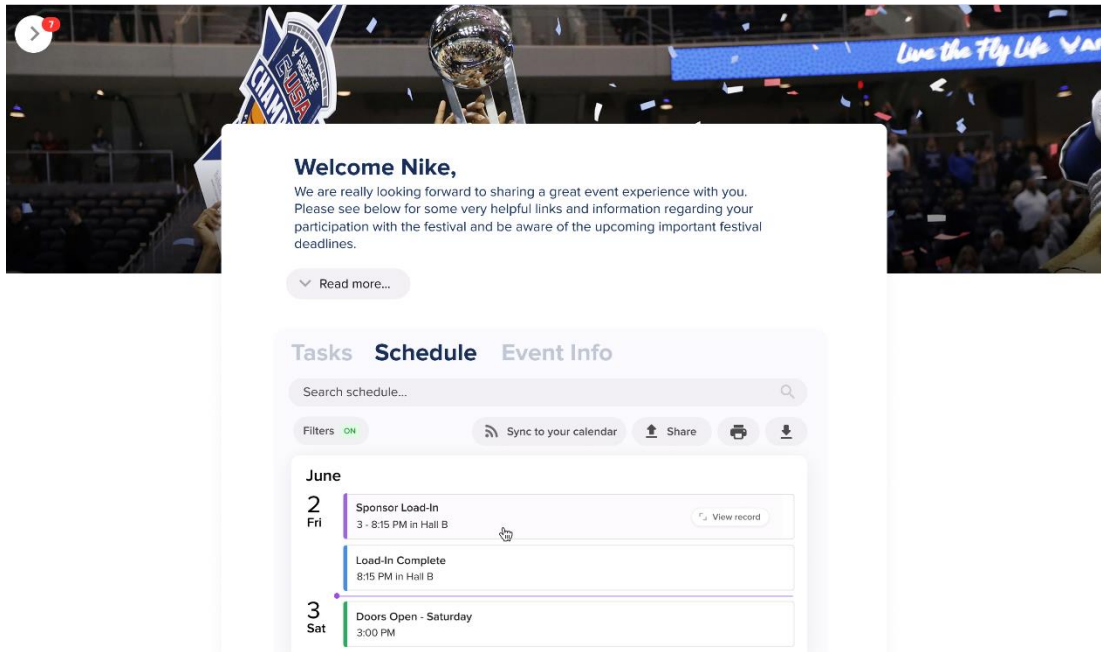 7
AIR FORCE
RESERVE
C-USA
CHAMP
Live the Fly Life
Welcome Nike,
We are really looking forward to sharing a great event experience with you.
Please see below for some very helpful links and information regarding your
participation with the festival and be aware of the upcoming important festival
deadlines.
Read more...
Tasks Schedule Event Info
Search schedule...
Filters ON Sync to your calendar Share
June
2
Fri
Sponsor Load-In
3 - 8:15 PM in Hall B
View record
Load-In Complete
8:15 PM in Hall B
3
Sat
Doors Open - Saturday
3:00 PM